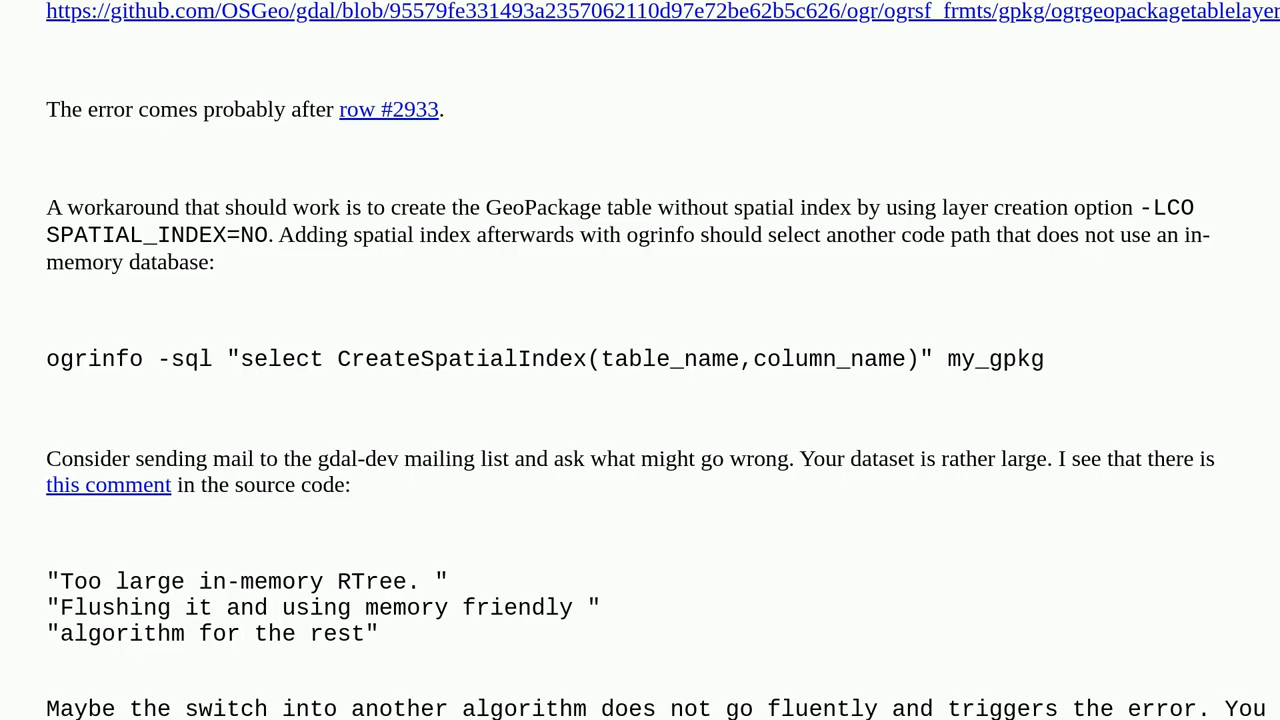 https://github.com/OSGeo/gdal/blob/95579fe331493a2357062110d97e72be62b5c626/ogr/ogrsf_frmts/gpkg/ogrgeopackagetablelayer
The error comes probably after row #2933.
A workaround that should work is to create the GeoPackage table without spatial index by using layer creation option -LCO
SPATIAL_INDEX=NO. Adding spatial index afterwards with ogrinfo should select another code path that does not use an in-
memory database:
ogrinfo -sql "select CreateSpatialIndex(table_name,column_name)" my_gpkg
Consider sending mail to the gdal-dev mailing list and ask what might go wrong. Your dataset is rather large. I see that there is
this comment in the source code:
"Too large in-memory RTree. "
"Flushing it and using memory friendly "
"algorithm for the rest"
Maybe the switch into another algorithm does not go fluently and triggers the error. You